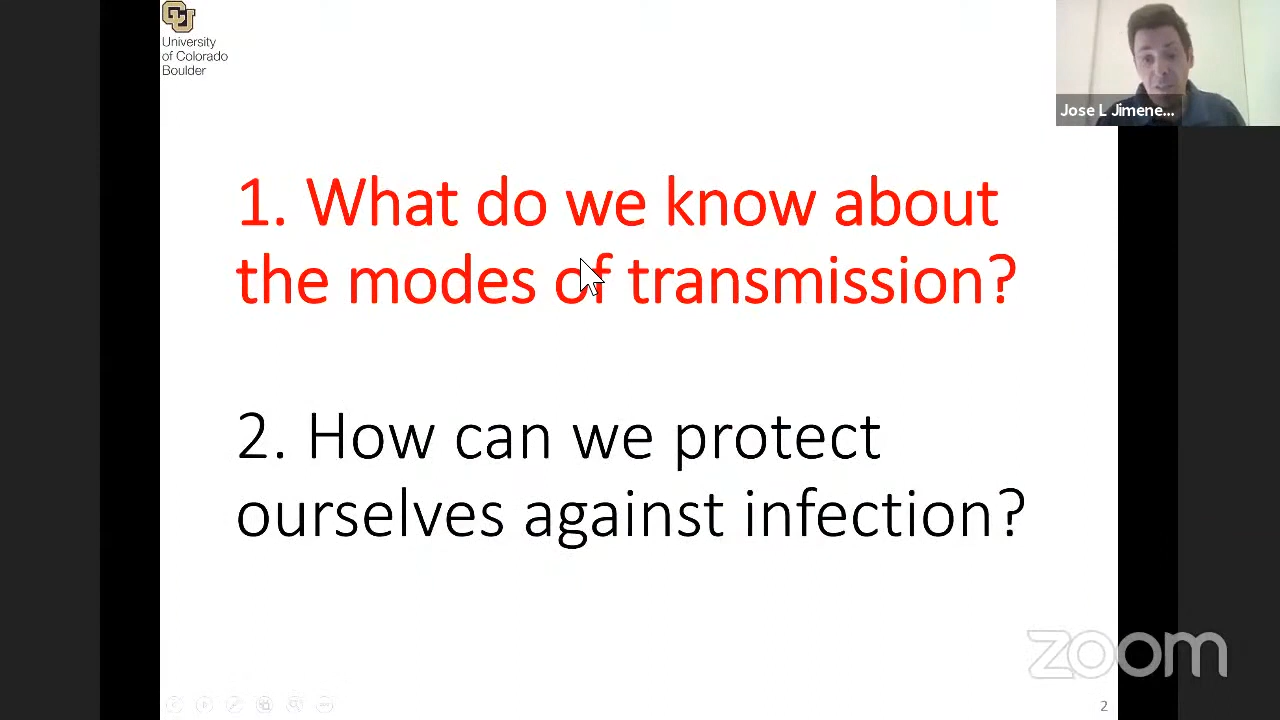 CU
University
of Colorado
Boulder
Jose L Jimene...
1. What do we know about
the modes of transmission?
2. How can we protect
ourselves against infection?
zoom
2